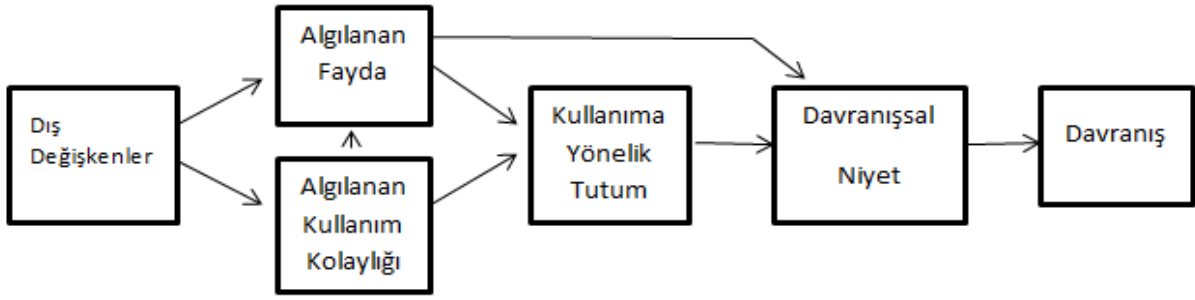 Dış
Değişkenler
Algılanan
Fayda
Algılanan
Kullanım
Kolaylığı
Kullanıma
Yönelik
Tutum
Davranışsal
Niyet
Davranış